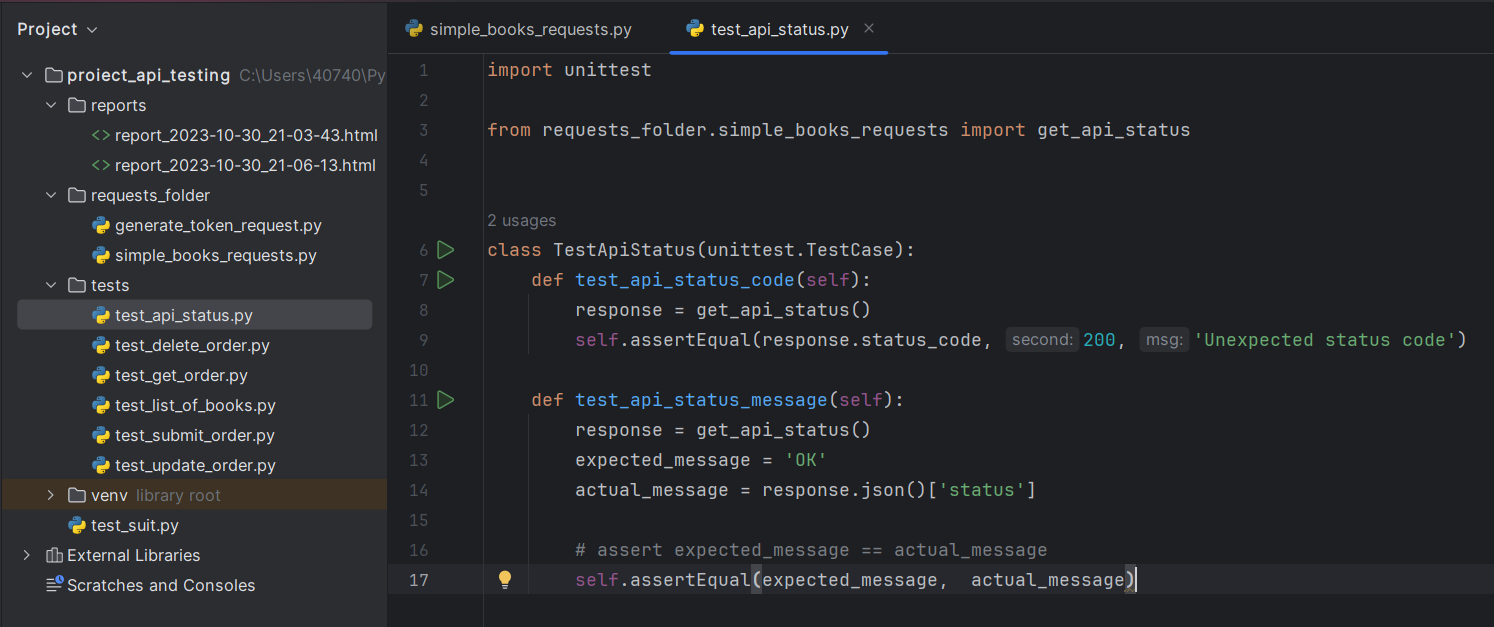 Project
proiect_api_testing C:\Users\40740\Py
reports
<> report_2023-10-30_21-03-43.html
<> report_2023-10-30_21-06-13.html
requests_folder
generate_token_request.py
simple_books_requests.py
tests
test_api_status.py
test_delete_order.py
test_get_order.py
test_list_of_books.py
test_submit_order.py
test_update_order.py
venv library root
test_suit.py
External Libraries
Scratches and Consoles
simple_books_requests.py test_api_status.py ×
1 import unittest
2
3 from requests_folder.simple_books_requests import get_api_status
4
5
2 usages
6 class TestApiStatus(unittest.TestCase):
7 def test_api_status_code(self):
8 response = get_api_status()
9 self.assertEqual(response.status_code, second: 200, msg: 'Unexpected status code')
10
11 def test_api_status_message(self):
12 response = get_api_status()
13 expected_message = 'OK'
14 actual_message = response.json()['status']
15
16 # assert expected_message == actual_message
17 self.assertEqual(expected_message,  actual_message)